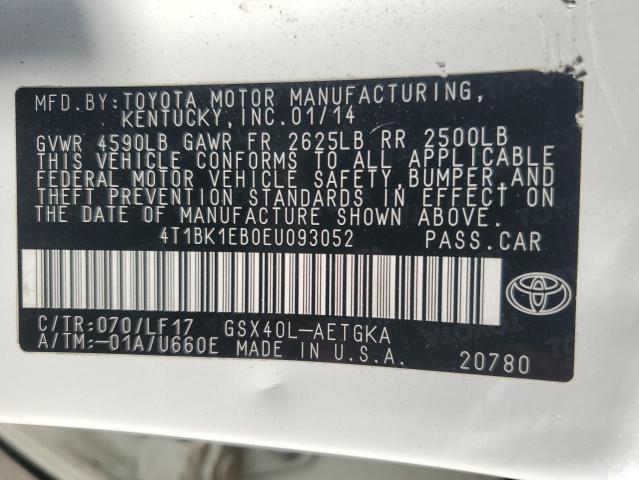 MFD.BY:TOYOTA MOTOR MANUFACTURING,
KENTUCKY, INC.01/14
GVWR 4590LB GAWR FR 2625LB RR 2500LB
THIS VEHICLE CONFORMS TO ALL APPLICABLE
FEDERAL MOTOR VEHICLE SAFETY,BUMPER,AND
THEFT PREVENTION STANDARDS IN EFFECT ON
THE DATE OF MANUFACTURE SHOWN ABOVE.
4T1BK1EB0EU093052 PASS.CAR
C/TR:070/LF17 GSX40L-AETGKA
A/TM:-01A/U660E MADE IN U.S.A. 20780